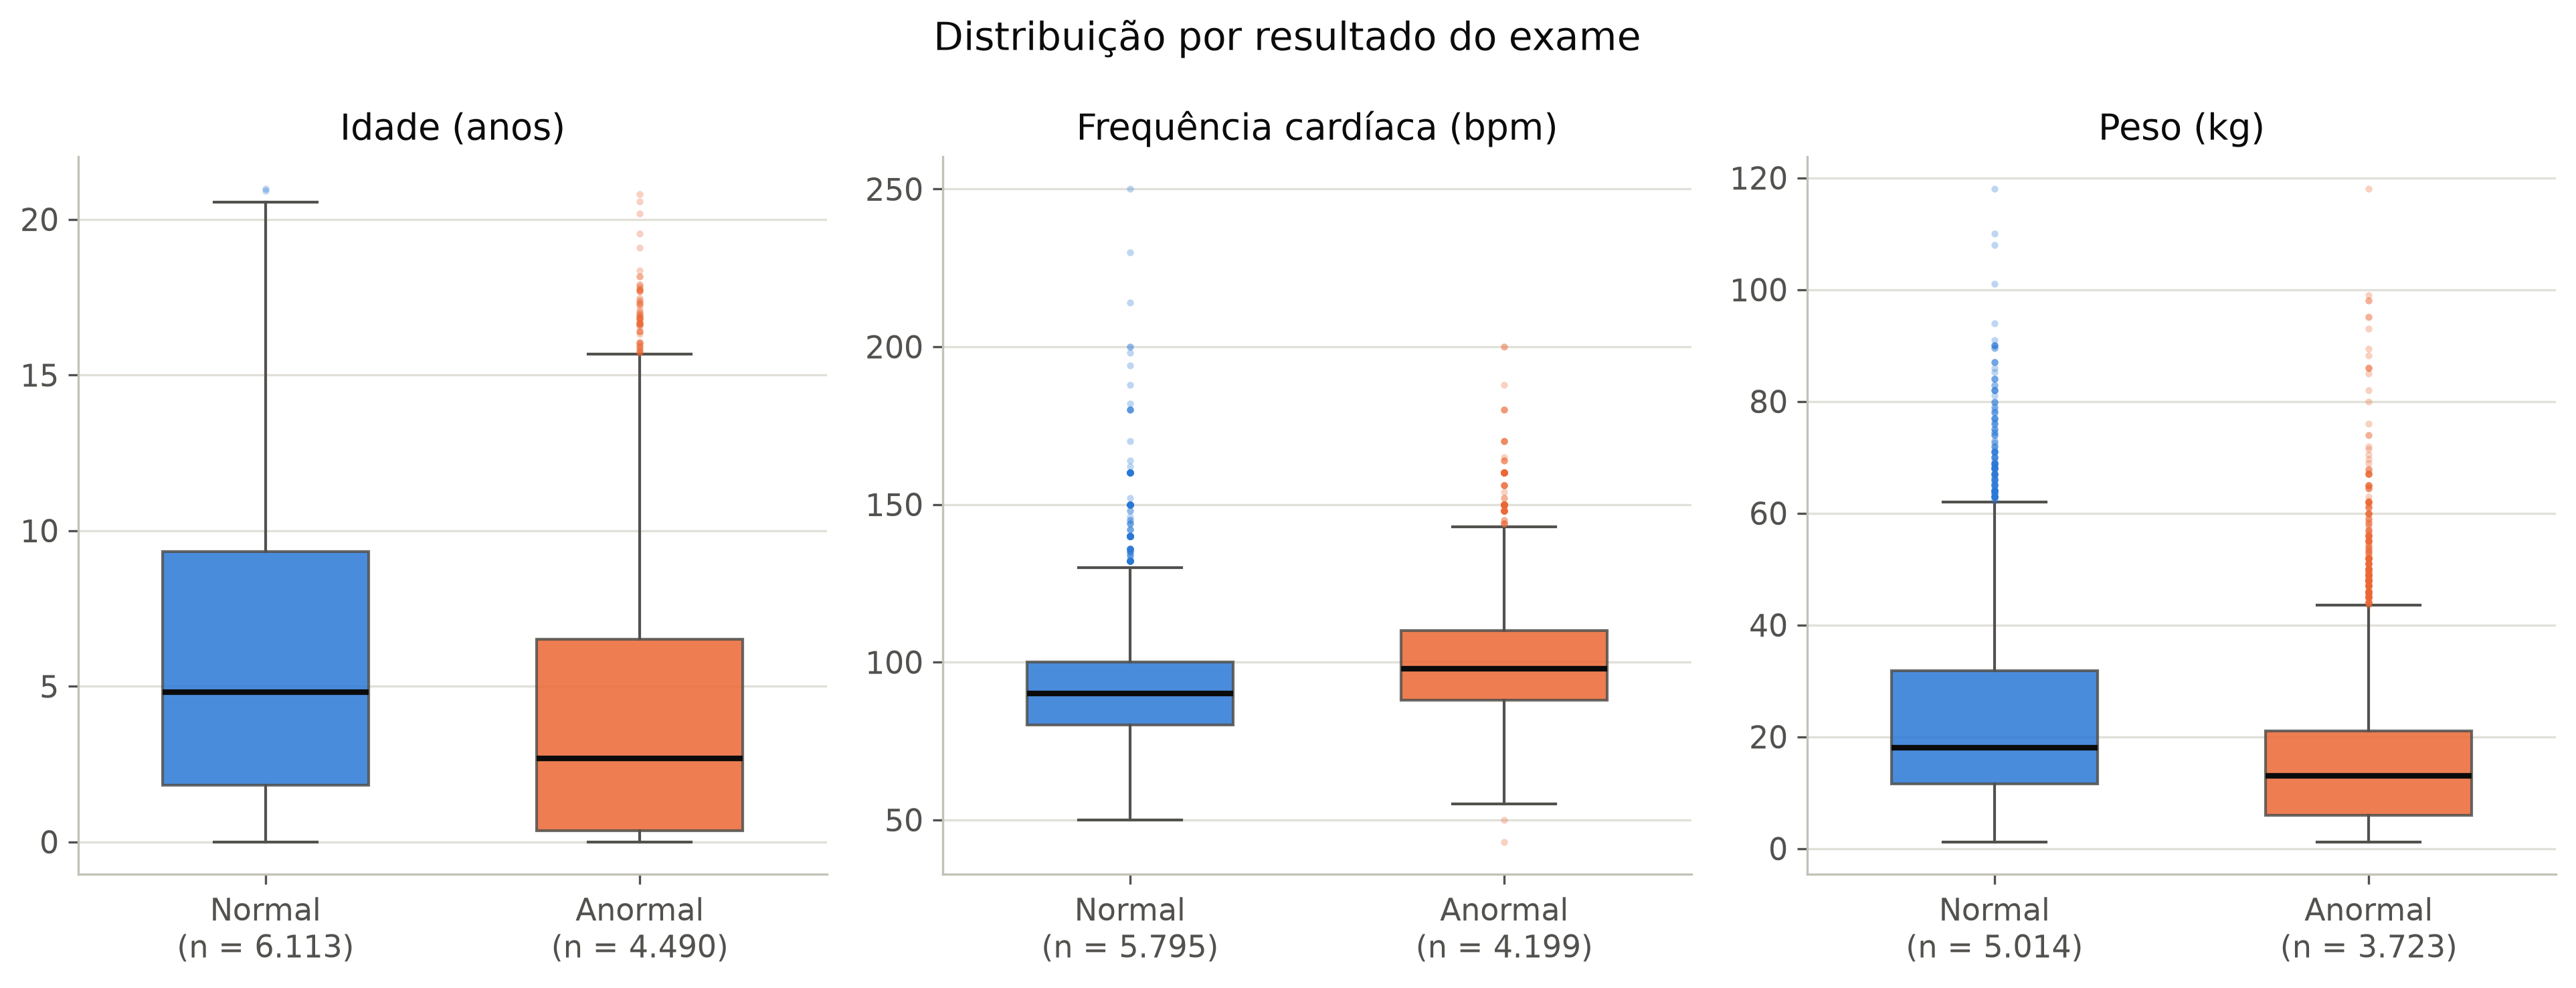 Distribuição por resultado do exame
Idade (anos)
20
15
10
5
0
Normal
(n = 6.113)
Anormal
(n = 4.490)
Frequência cardíaca (bpm)
250
200
150
100
50
Normal
(n = 5.795)
Anormal
(n = 4.199)
Peso (kg)
120
100
80
60
40
20
0
Normal
(n = 5.014)
Anormal
(n = 3.723)